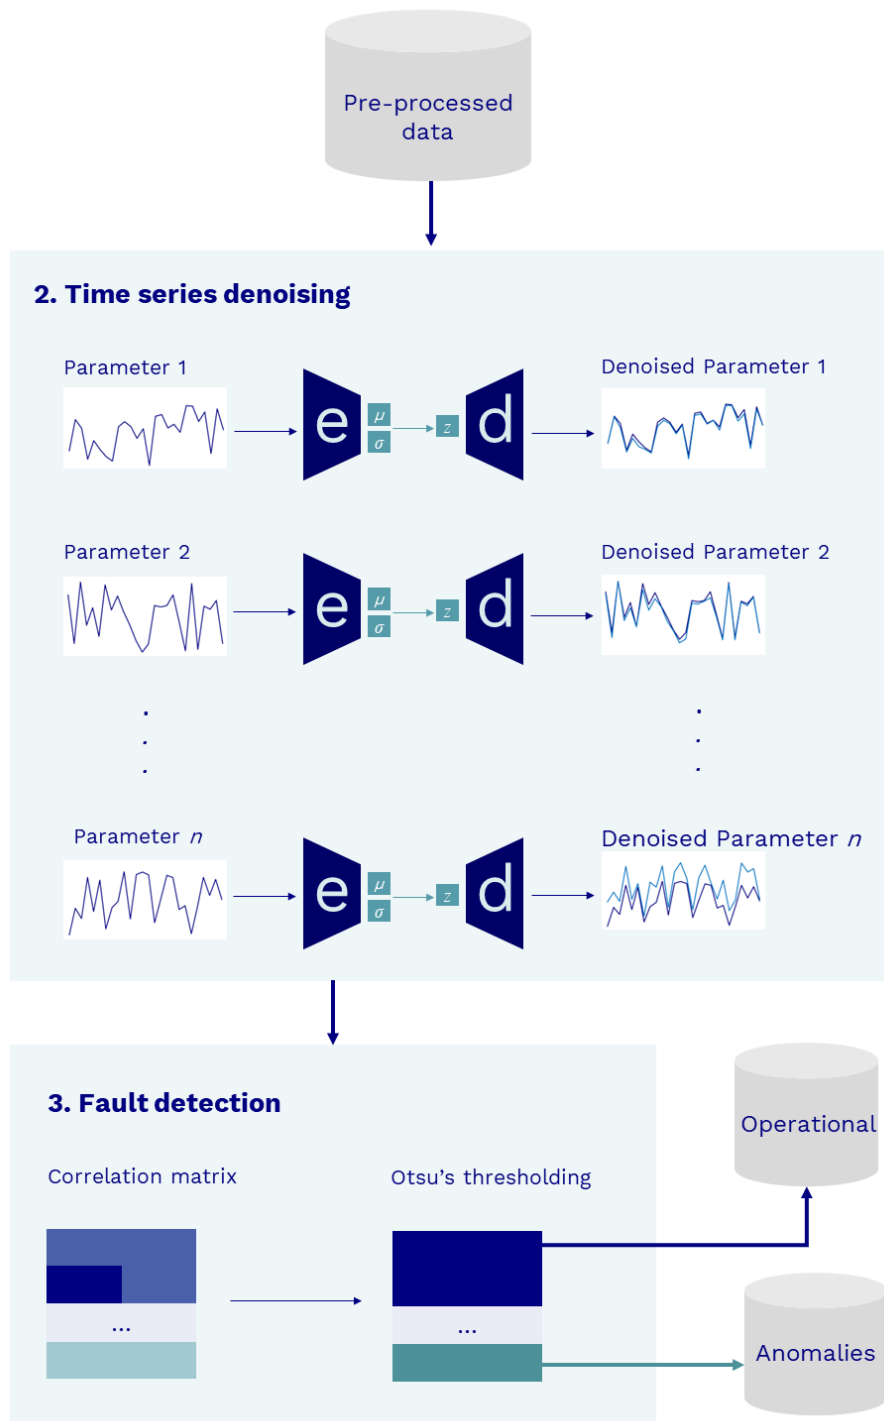 Pre-processed
data
2. Time series denoising
Parameter 1
Denoised Parameter 1
e
μ
σ
z
d
Parameter 2
Denoised Parameter 2
e
μ
σ
z
d
.
.
.
.
.
.
Parameter n
Denoised Parameter n
e
μ
σ
z
d
3. Fault detection
Operational
Correlation matrix
Otsu's thresholding
...
...
Anomalies